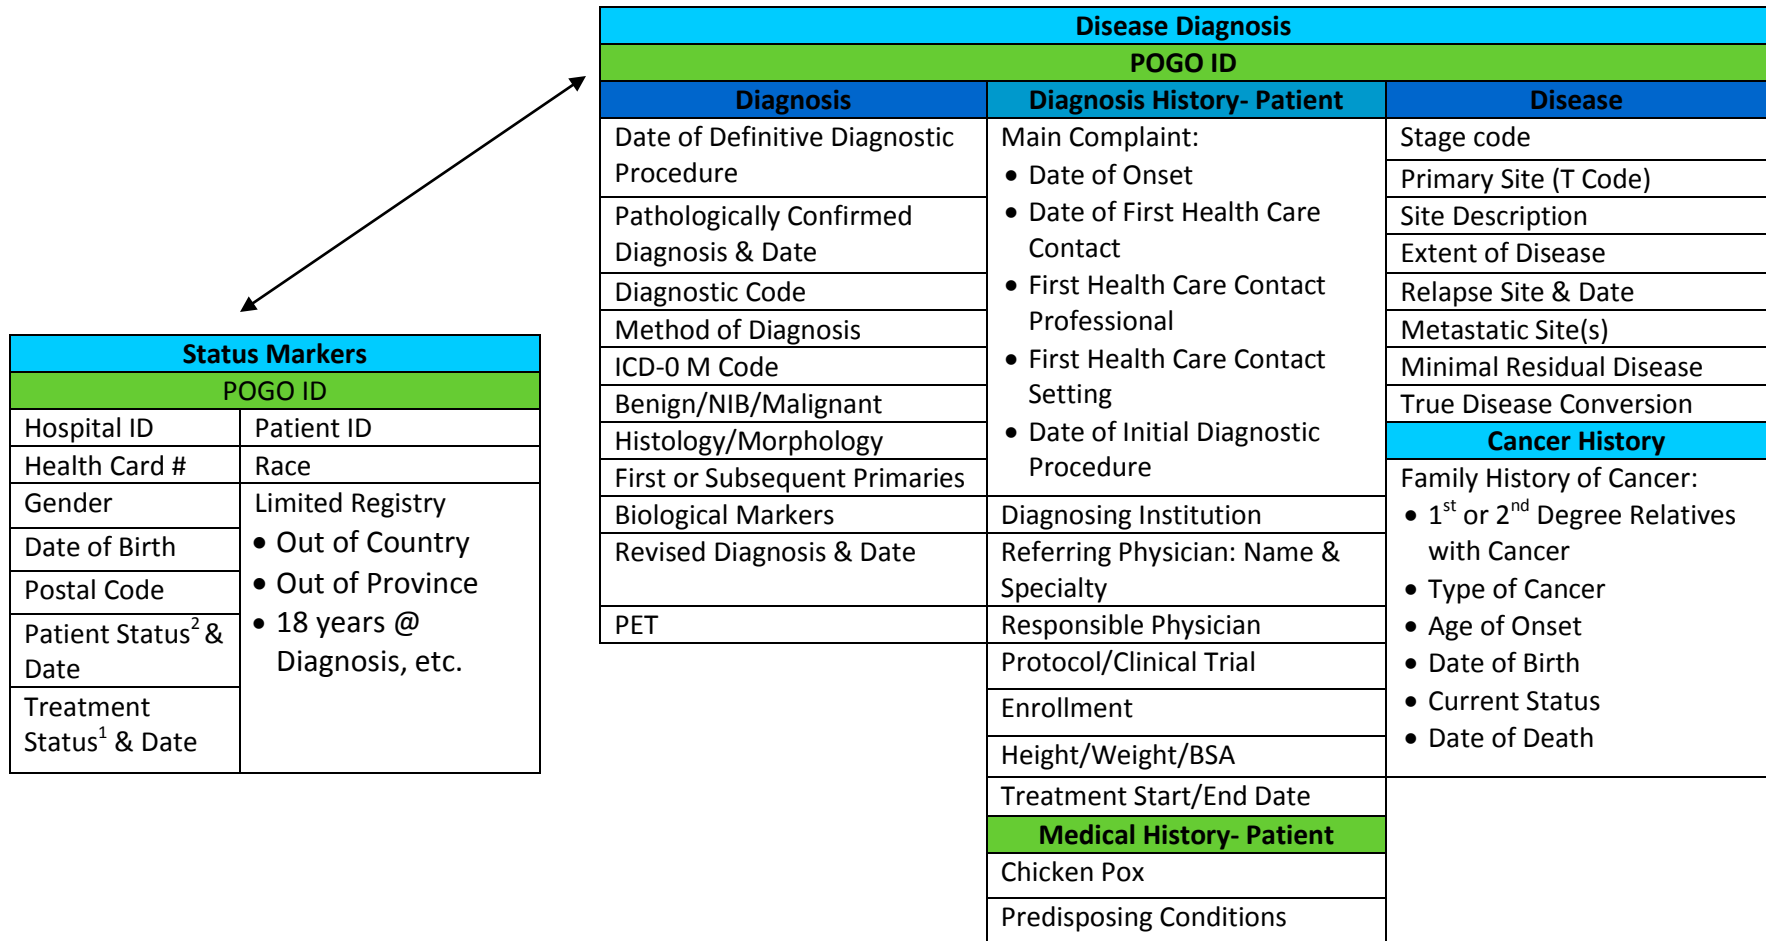 Disease Diagnosis
POGO ID
Diagnosis
Date of Definitive Diagnostic
Procedure
Pathologically Confirmed
Diagnosis & Date
Diagnostic Code
Method of Diagnosis
ICD-0 M Code
Benign/NIB/Malignant
Histology/Morphology
First or Subsequent Primaries
Biological Markers
Revised Diagnosis & Date
PET
Diagnosis History- Patient
Main Complaint:
• Date of Onset
• Date of First Health Care
Contact
• First Health Care Contact
Professional
• First Health Care Contact
Setting
• Date of Initial Diagnostic
Procedure
Diagnosing Institution
Referring Physician: Name &
Specialty
Responsible Physician
Protocol/Clinical Trial
Enrollment
Height/Weight/BSA
Treatment Start/End Date
Medical History- Patient
Chicken Pox
Predisposing Conditions
Disease
Stage code
Primary Site (T Code)
Site Description
Extent of Disease
Relapse Site & Date
Metastatic Site(s)
Minimal Residual Disease
True Disease Conversion
Cancer History
Family History of Cancer:
• 1st or 2nd Degree Relatives
with Cancer
• Type of Cancer
• Age of Onset
• Date of Birth
• Current Status
• Date of Death
Status Markers
POGO ID
Hospital ID
Health Card #
Gender
Date of Birth
Postal Code
Patient Status2 &
Date
Treatment
Status1 & Date
Patient ID
Race
Limited Registry
• Out of Country
• Out of Province
• 18 years @
Diagnosis, etc.